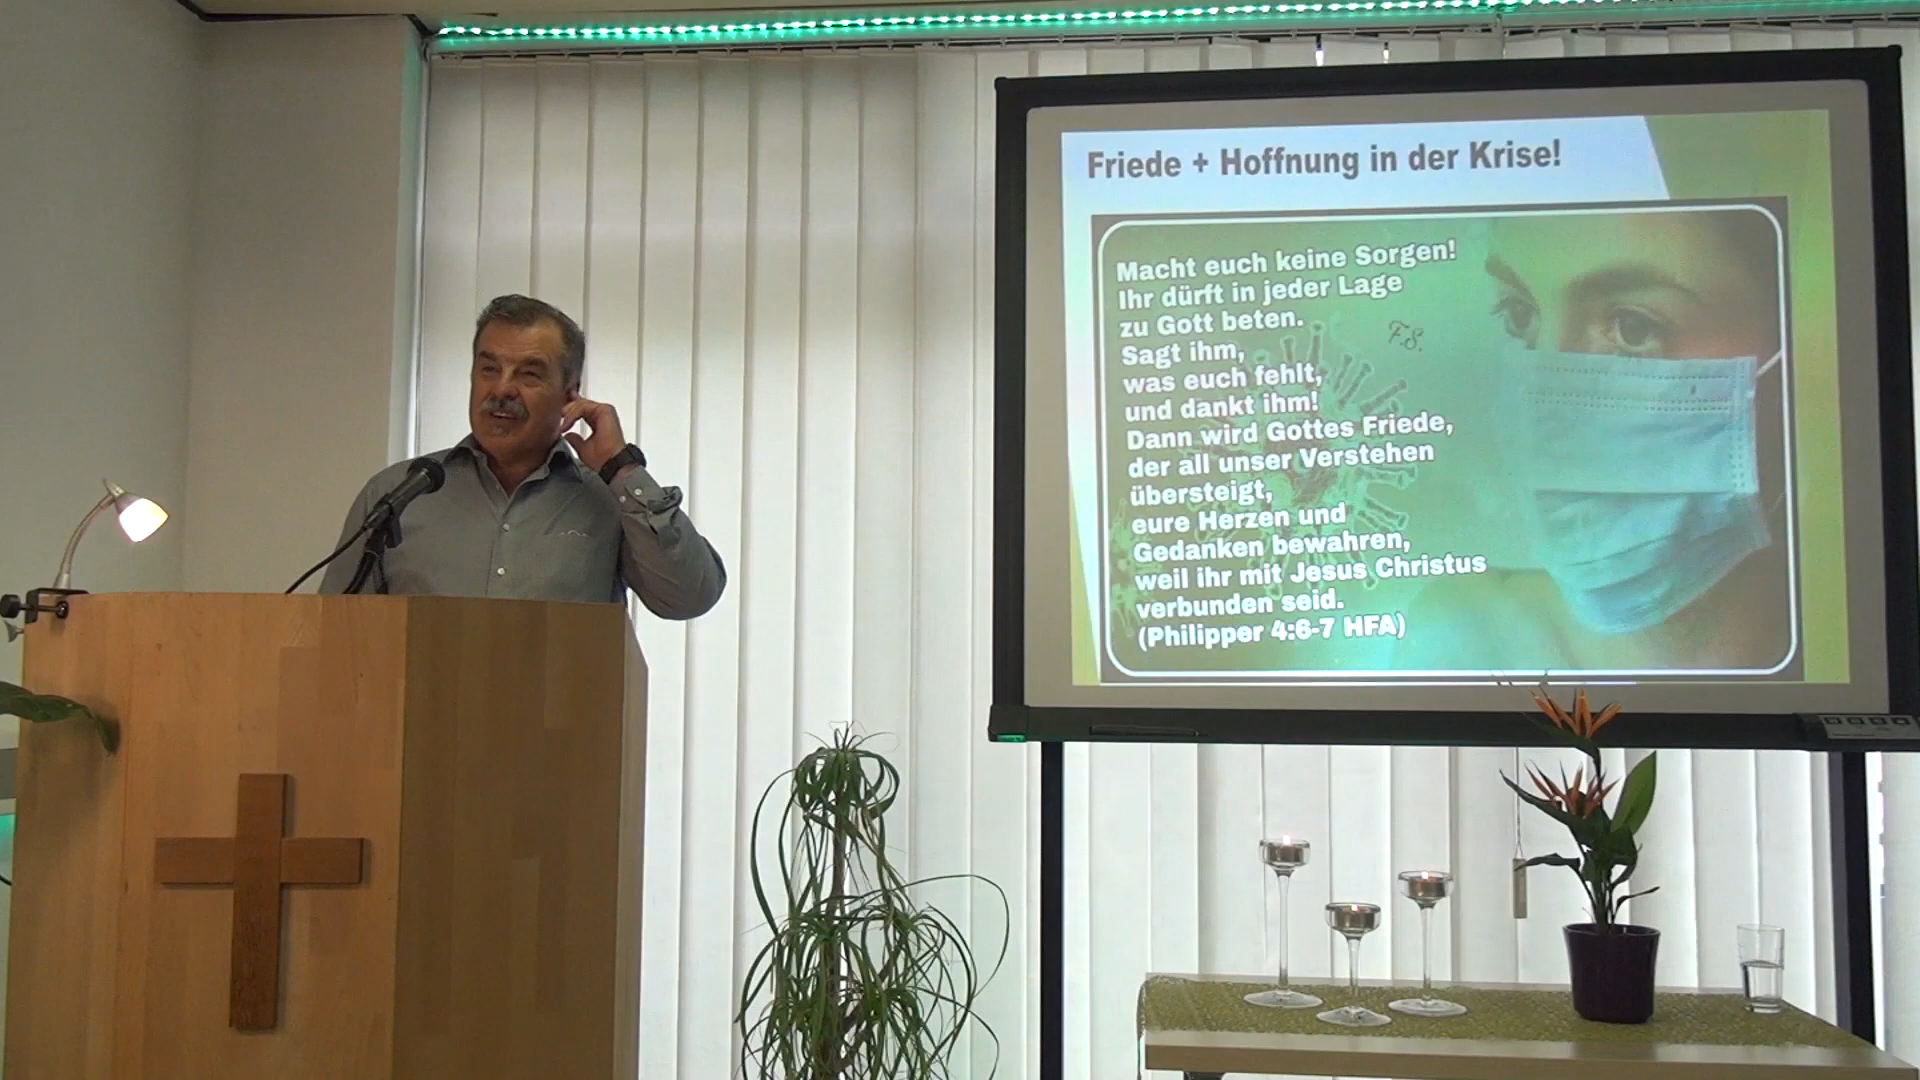 Friede + Hoffnung in der Krise!
Macht euch keine Sorgen!
Ihr dürft in jeder Lage
zu Gott beten.
F.S.
Sagt ihm,
was euch fehlt,
und dankt ihm!
Dann wird Gottes Friede,
der all unser Verstehen
übersteigt,
eure Herzen und
Gedanken bewahren,
weil ihr mit Jesus Christus
verbunden seid.
(Philipper 4:6-7 HFA)